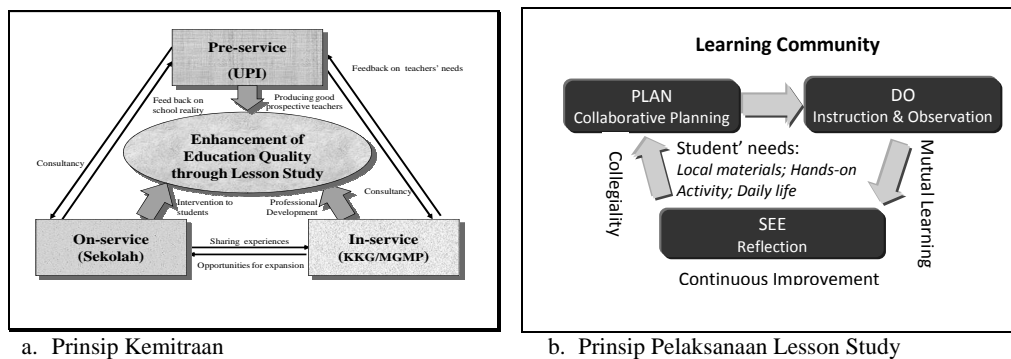 Pre-service
(UPI)
Feedback on teachers' needs
Feed back on
school reality
Producing good
prospective teachers
Enhancement of
Education Quality
through Lesson Study
Consultancy
Consultancy
Intervention to
students
Professional
Development
On-service
(Sekolah)
Sharing experiences
Opportunities for expansion
In-service
(KKG/MGMP)
a. Prinsip Kemitraan
Learning Community
PLAN
Collaborative Planning
DO
Instruction & Observation
Student' needs:
Local materials; Hands-on
Activity; Daily life
Collegiality
Mutual Learning
SEE
Reflection
Continuous Improvement
b. Prinsip Pelaksanaan Lesson Study